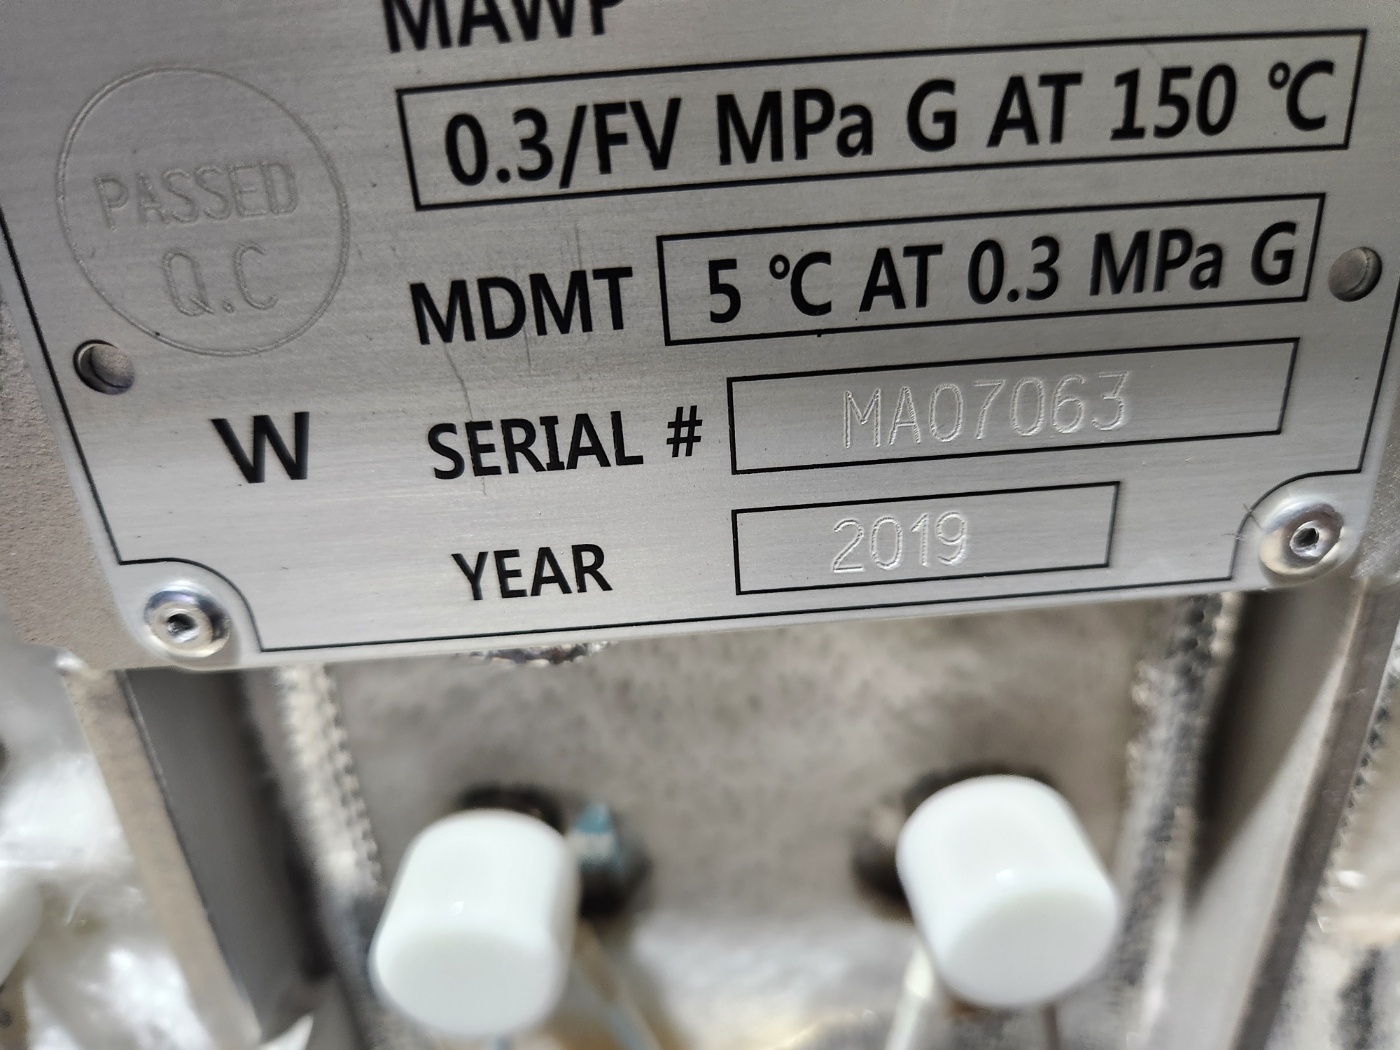 MAWP
0.3/FV MPa G AT 150 ℃
PASSED
Q.C
MDMT 5 ℃ AT 0.3 MPa G
W SERIAL # MA07063
YEAR 2019